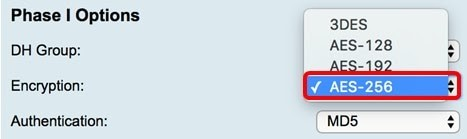 Phase I Options
3DES
DH Group:
AES-128
AES-192
Encryption:
✓ AES-256
Authentication:
MD5